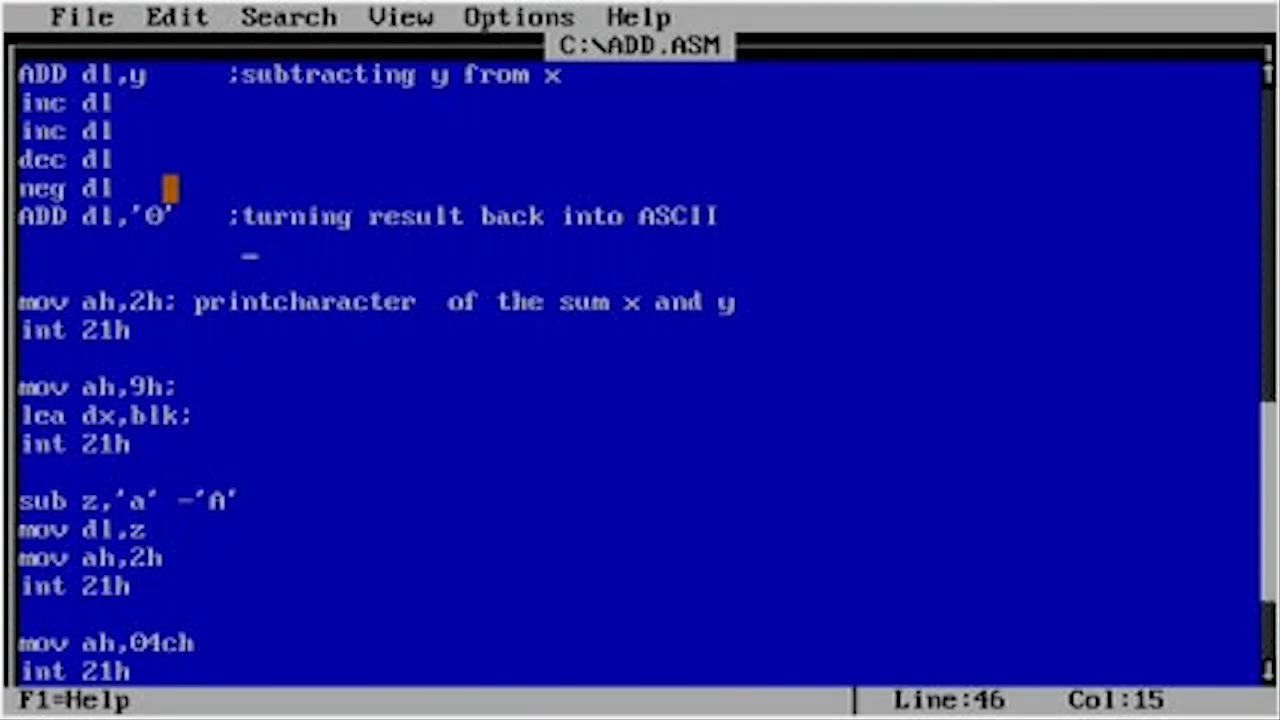 File Edit Search View Options Help
C:\ADD.ASM
ADD dl,y ;subtracting y from x
inc dl
inc dl
dec dl
neg dl
ADD dl,'0' ;turning result back into ASCII
mov ah,2h; printcharacter of the sum x and y
int 21h
mov ah,9h;
lea dx,blk;
int 21h
sub z,'a' -'A'
mov dl,z
mov ah,2h
int 21h
mov ah,04ch
int 21h
F1=Help Line:46 Col:15